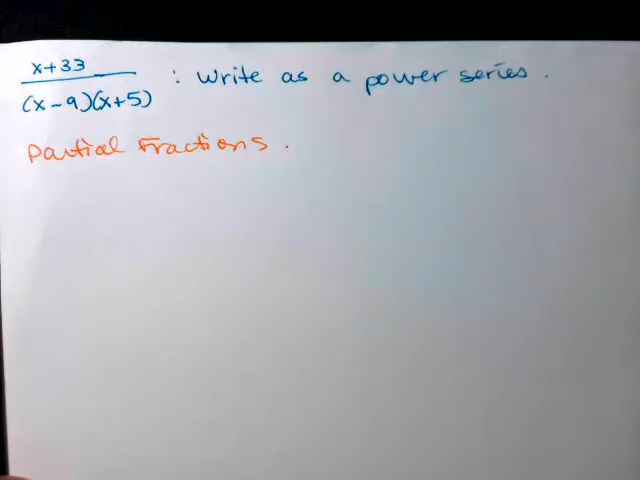 x+33
(x-9)(x+5) : Write as a power series.
Partial Fractions.